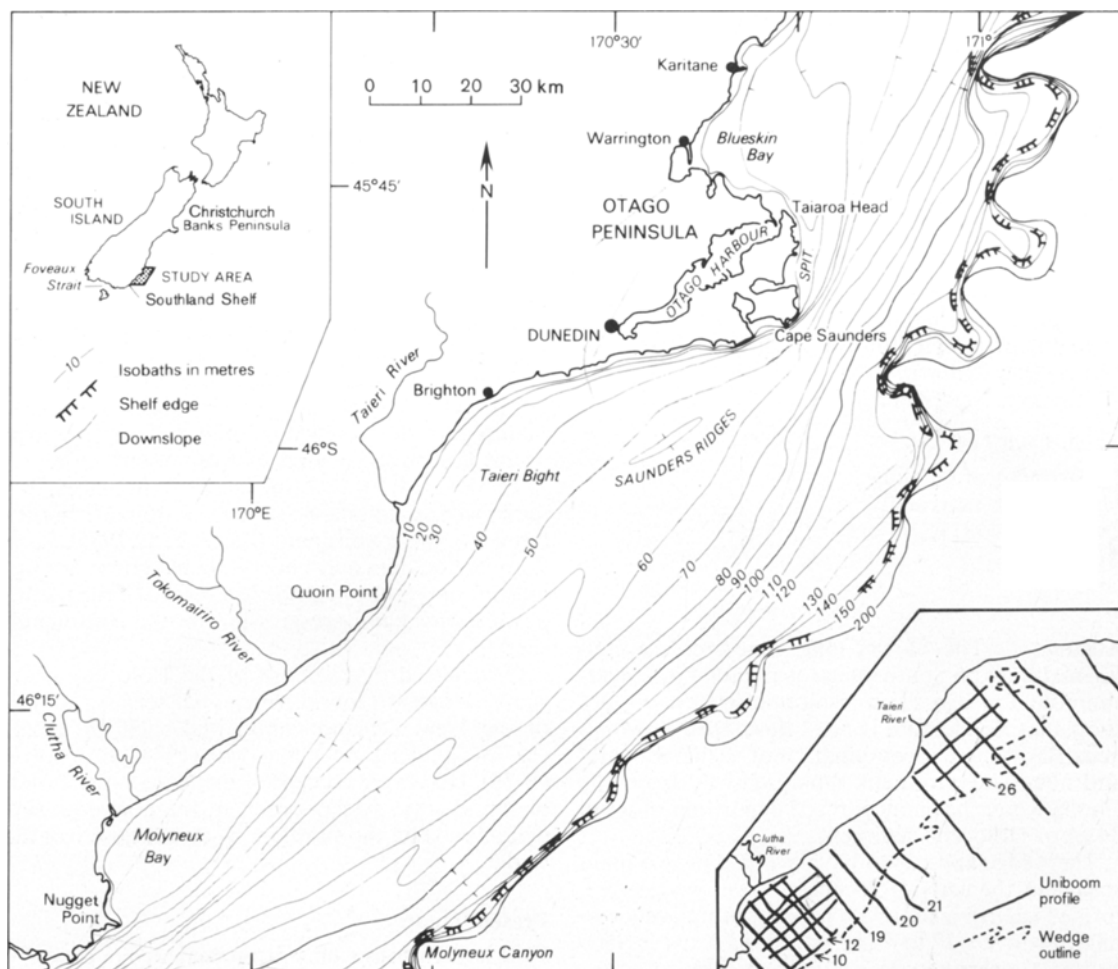 NEW
ZEALAND
SOUTH
ISLAND
Christchurch
Banks Peninsula
Foveaux
Strait
STUDY AREA
Southland Shelf
10
Isobaths in metres
Shelf edge
Downslope
170°30'
171°
0 10 20 30 km
N
45°45'
46°S
170°E
46°15'
Karitane
Warrington
Blueskin
Bay
OTAGO
PENINSULA
Taiaroa Head
OTAGO HARBOUR
SPIT
DUNEDIN
Cape Saunders
Taieri River
Brighton
SAUNDERS RIDGES
Taieri Bight
10
20
30
40
50
60
70
80
90
100
110
120
130
140
150
200
Quoin Point
Tokomairiro River
Clutha River
Molyneux
Bay
Nugget
Point
Molyneux Canyon
Taieri
River
26
Clutha
River
21
20
19
12
10
Uniboom
profile
Wedge
outline